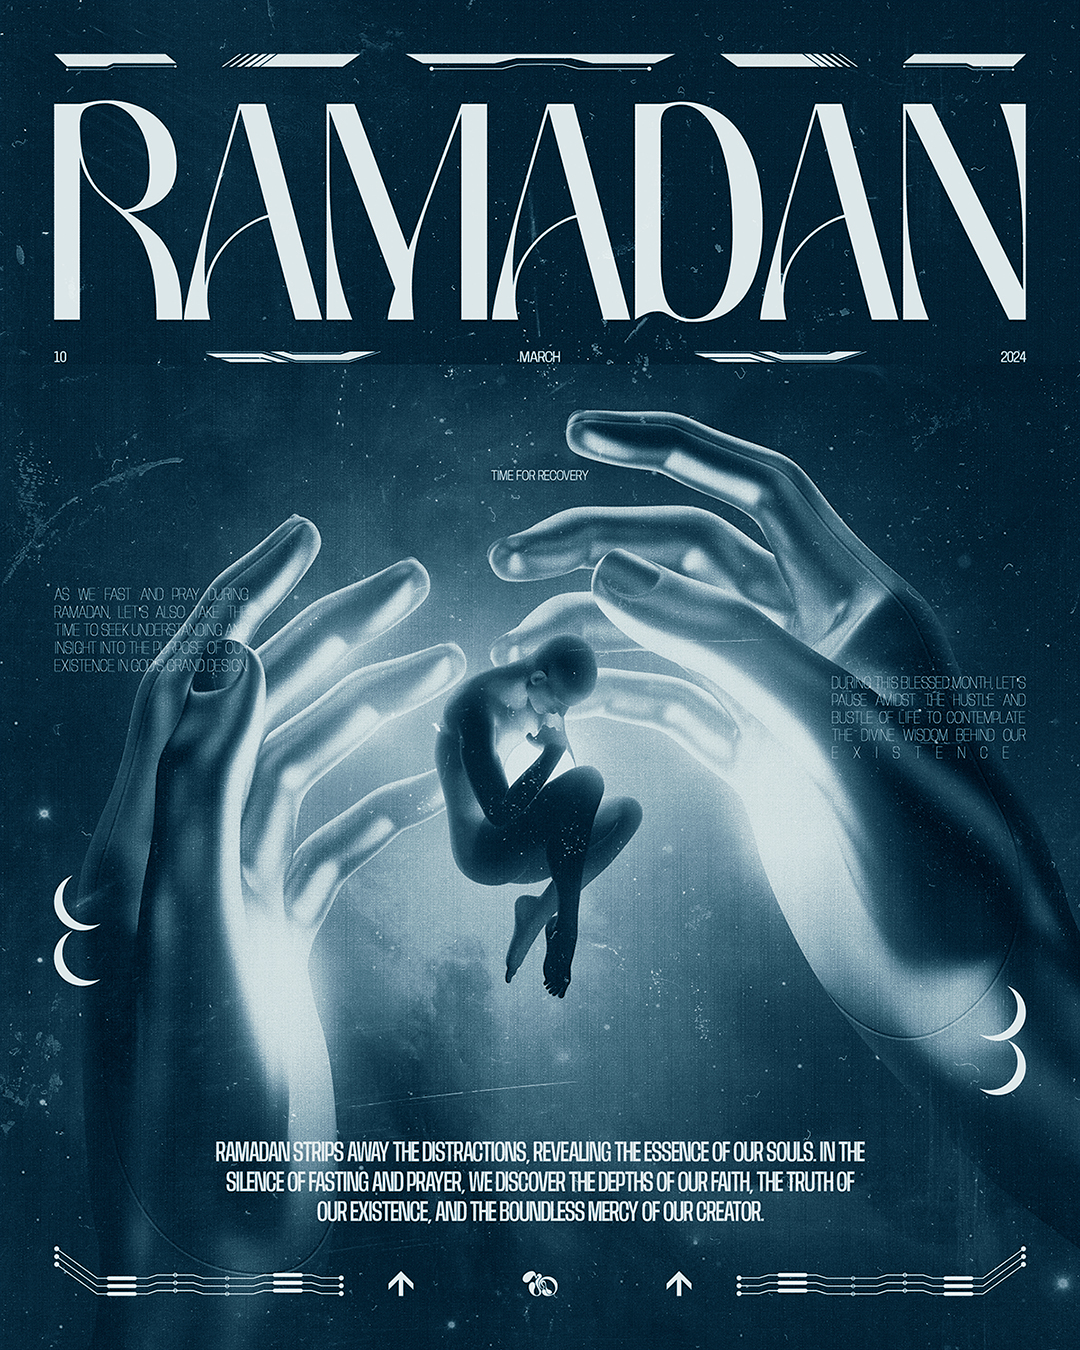 RAMADAN
10
.MARCH
2024
TIME FOR RECOVERY
AS WE FAST AND PRAY DURING
RAMADAN, LET'S ALSO TAKE THE
TIME TO SEEK UNDERSTANDING AN
INSIGHT INTO THE PURPOSE OF OUR
EXISTENCE IN GOD'S GRAND DESIGN
DURING THIS BLESSED MONTH, LET'S
PAUSE AMIDST THE HUSTLE AND
BUSTLE OF LIFE TO CONTEMPLATE
THE DIVINE WISDOM BEHIND OUR
EXISTENCE.
RAMADAN STRIPS AWAY THE DISTRACTIONS, REVEALING THE ESSENCE OF OUR SOULS. IN THE
SILENCE OF FASTING AND PRAYER, WE DISCOVER THE DEPTHS OF OUR FAITH, THE TRUTH OF
OUR EXISTENCE, AND THE BOUNDLESS MERCY OF OUR CREATOR.